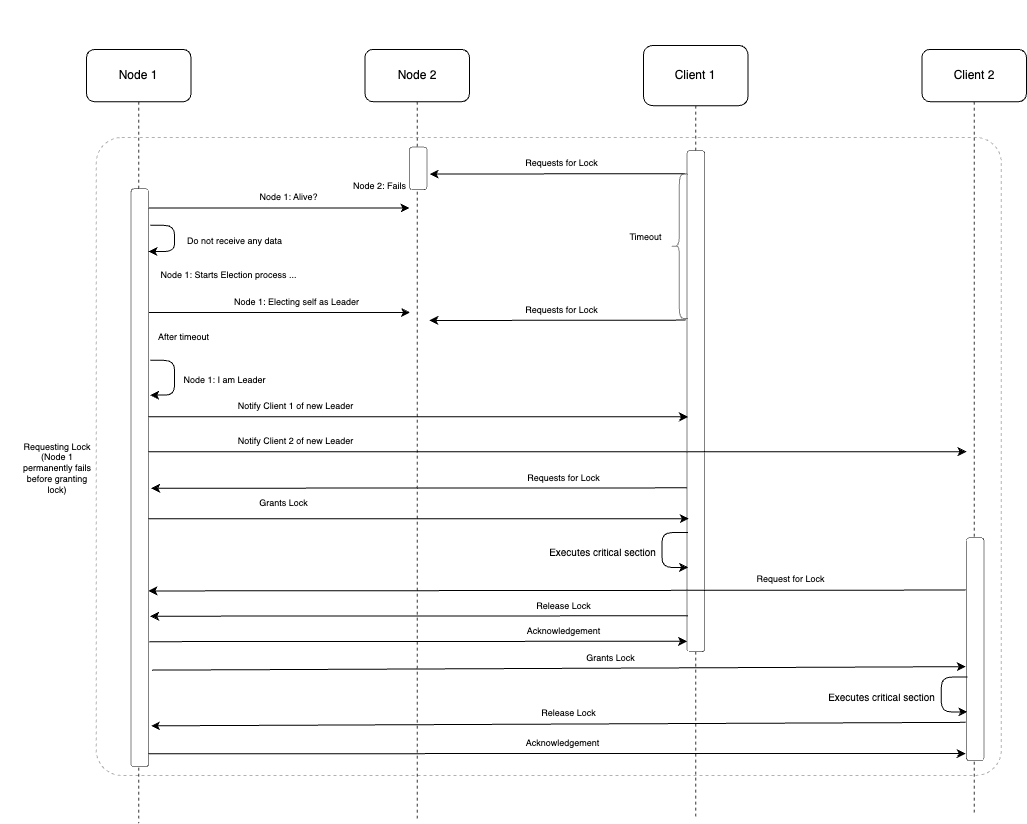 Node 1
Node 2
Client 1
Client 2
Requests for Lock
Node 2: Fails
Node 1: Alive?
Timeout
Do not receive any data
Node 1: Starts Election process ...
Node 1: Electing self as Leader
Requests for Lock
After timeout
Node 1: I am Leader
Notify Client 1 of new Leader
Notify Client 2 of new Leader
Requesting Lock
(Node 1
permanently fails
before granting
lock)
Requests for Lock
Grants Lock
Executes critical section
Request for Lock
Release Lock
Acknowledgement
Grants Lock
Executes critical section
Release Lock
Acknowledgement